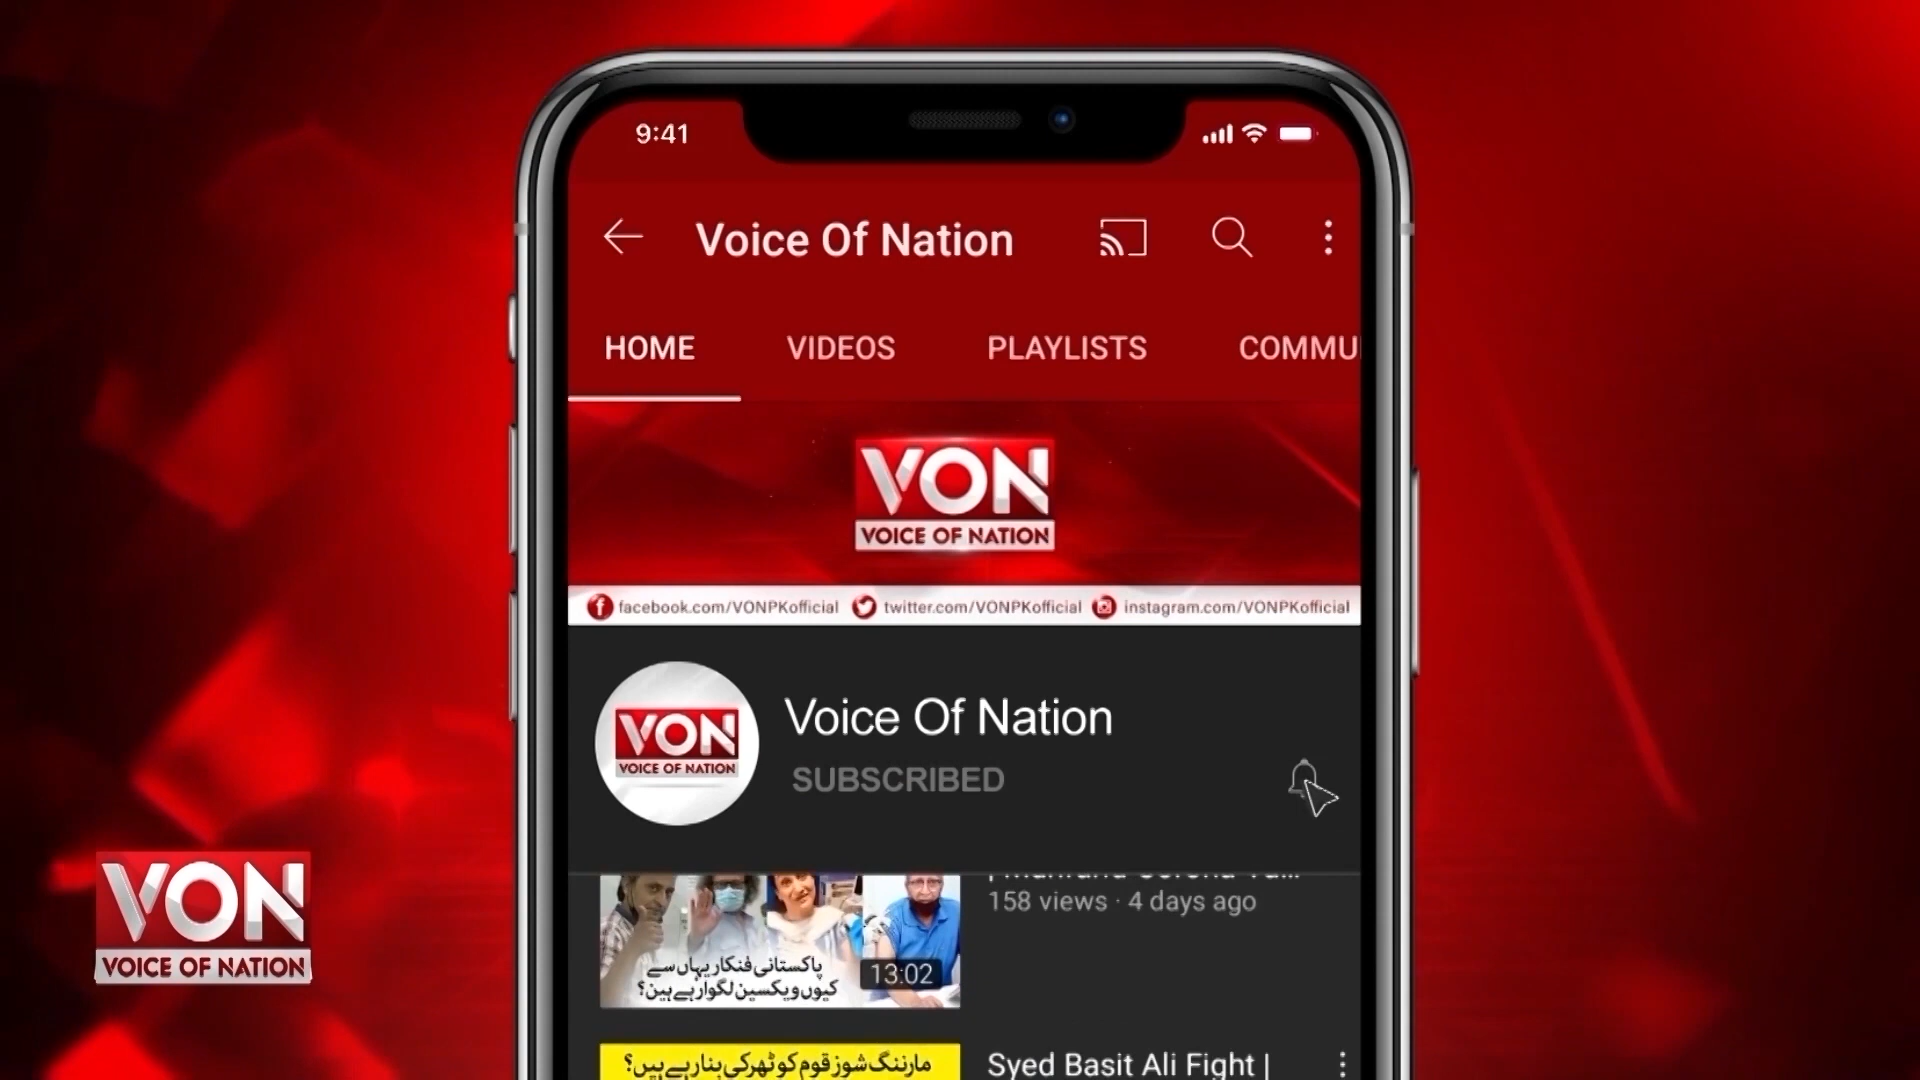 9:41
Voice Of Nation
HOME VIDEOS PLAYLISTS COMMU
VON
VOICE OF NATION
facebook.com/VONPKofficial twitter.com/VONPKofficial instagram.com/VONPKofficial
VON
VOICE OF NATION
Voice Of Nation
SUBSCRIBED
158 views · 4 days ago
پاکستانی فنکار یہاں سے
کیوں ویکسین لگوا رہے ہیں؟
13:02
مارننگ شوز قوم کو ٹھرکی بنا رہے ہیں؟
Syed Basit Ali Fight |
VON
VOICE OF NATION